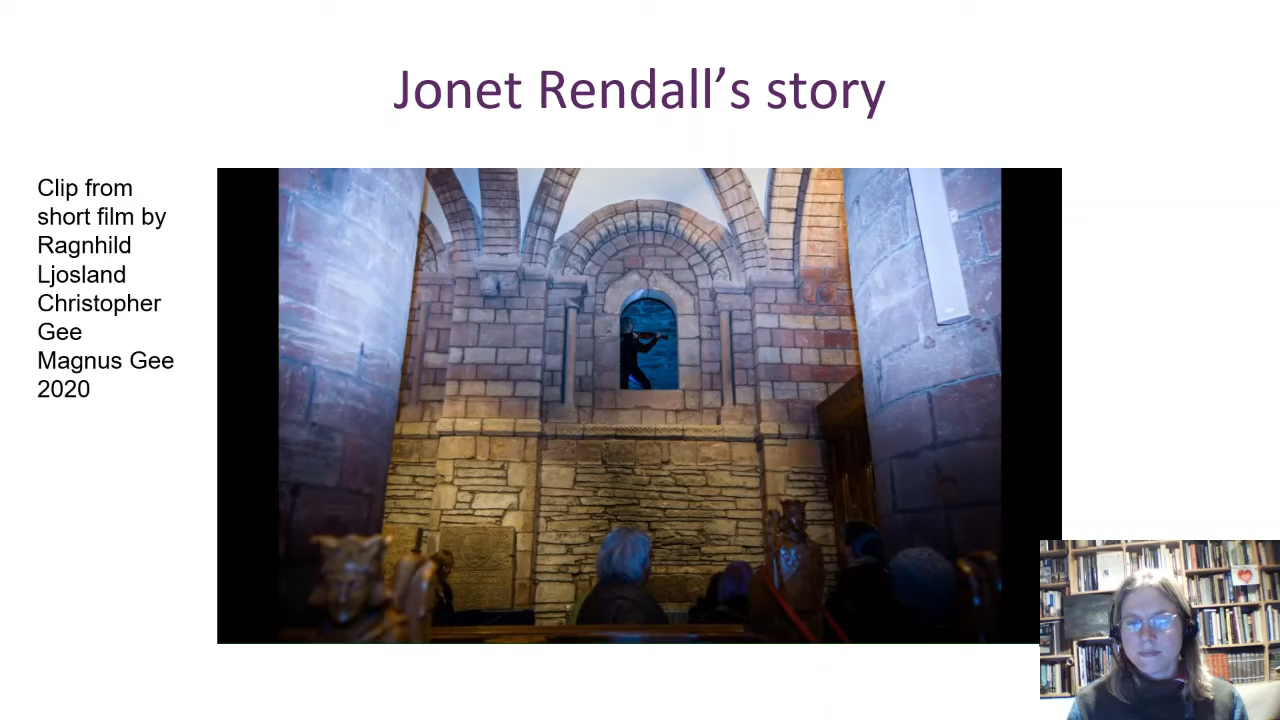 Jonet Rendall’s story
Clip from
short film by
Ragnhild
Ljosland
Christopher
Gee
Magnus Gee
2020